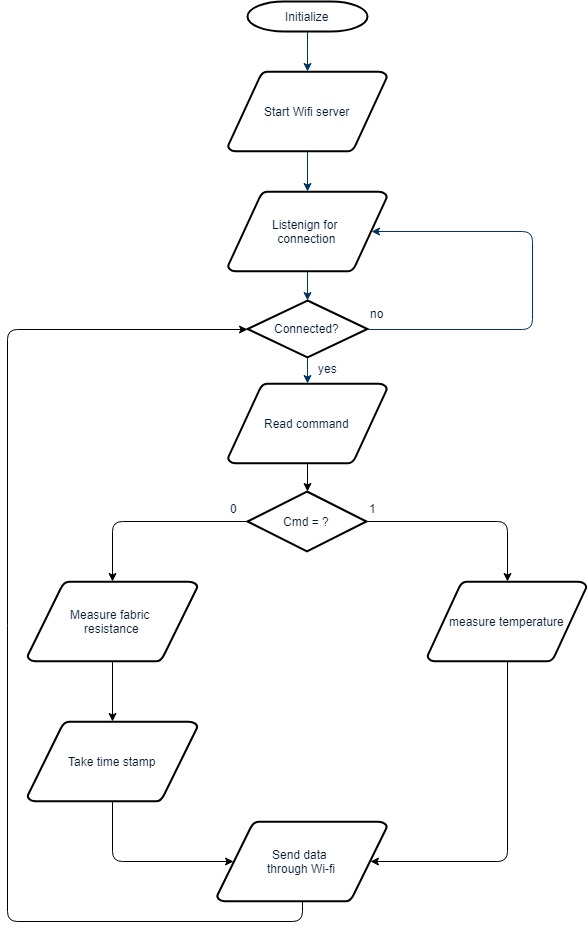 Initialize
Start Wifi server
Listenign for
connection
Connected?
no
yes
Read command
Cmd = ?
0
1
Measure fabric
resistance
measure temperature
Take time stamp
Send data
through Wi-fi